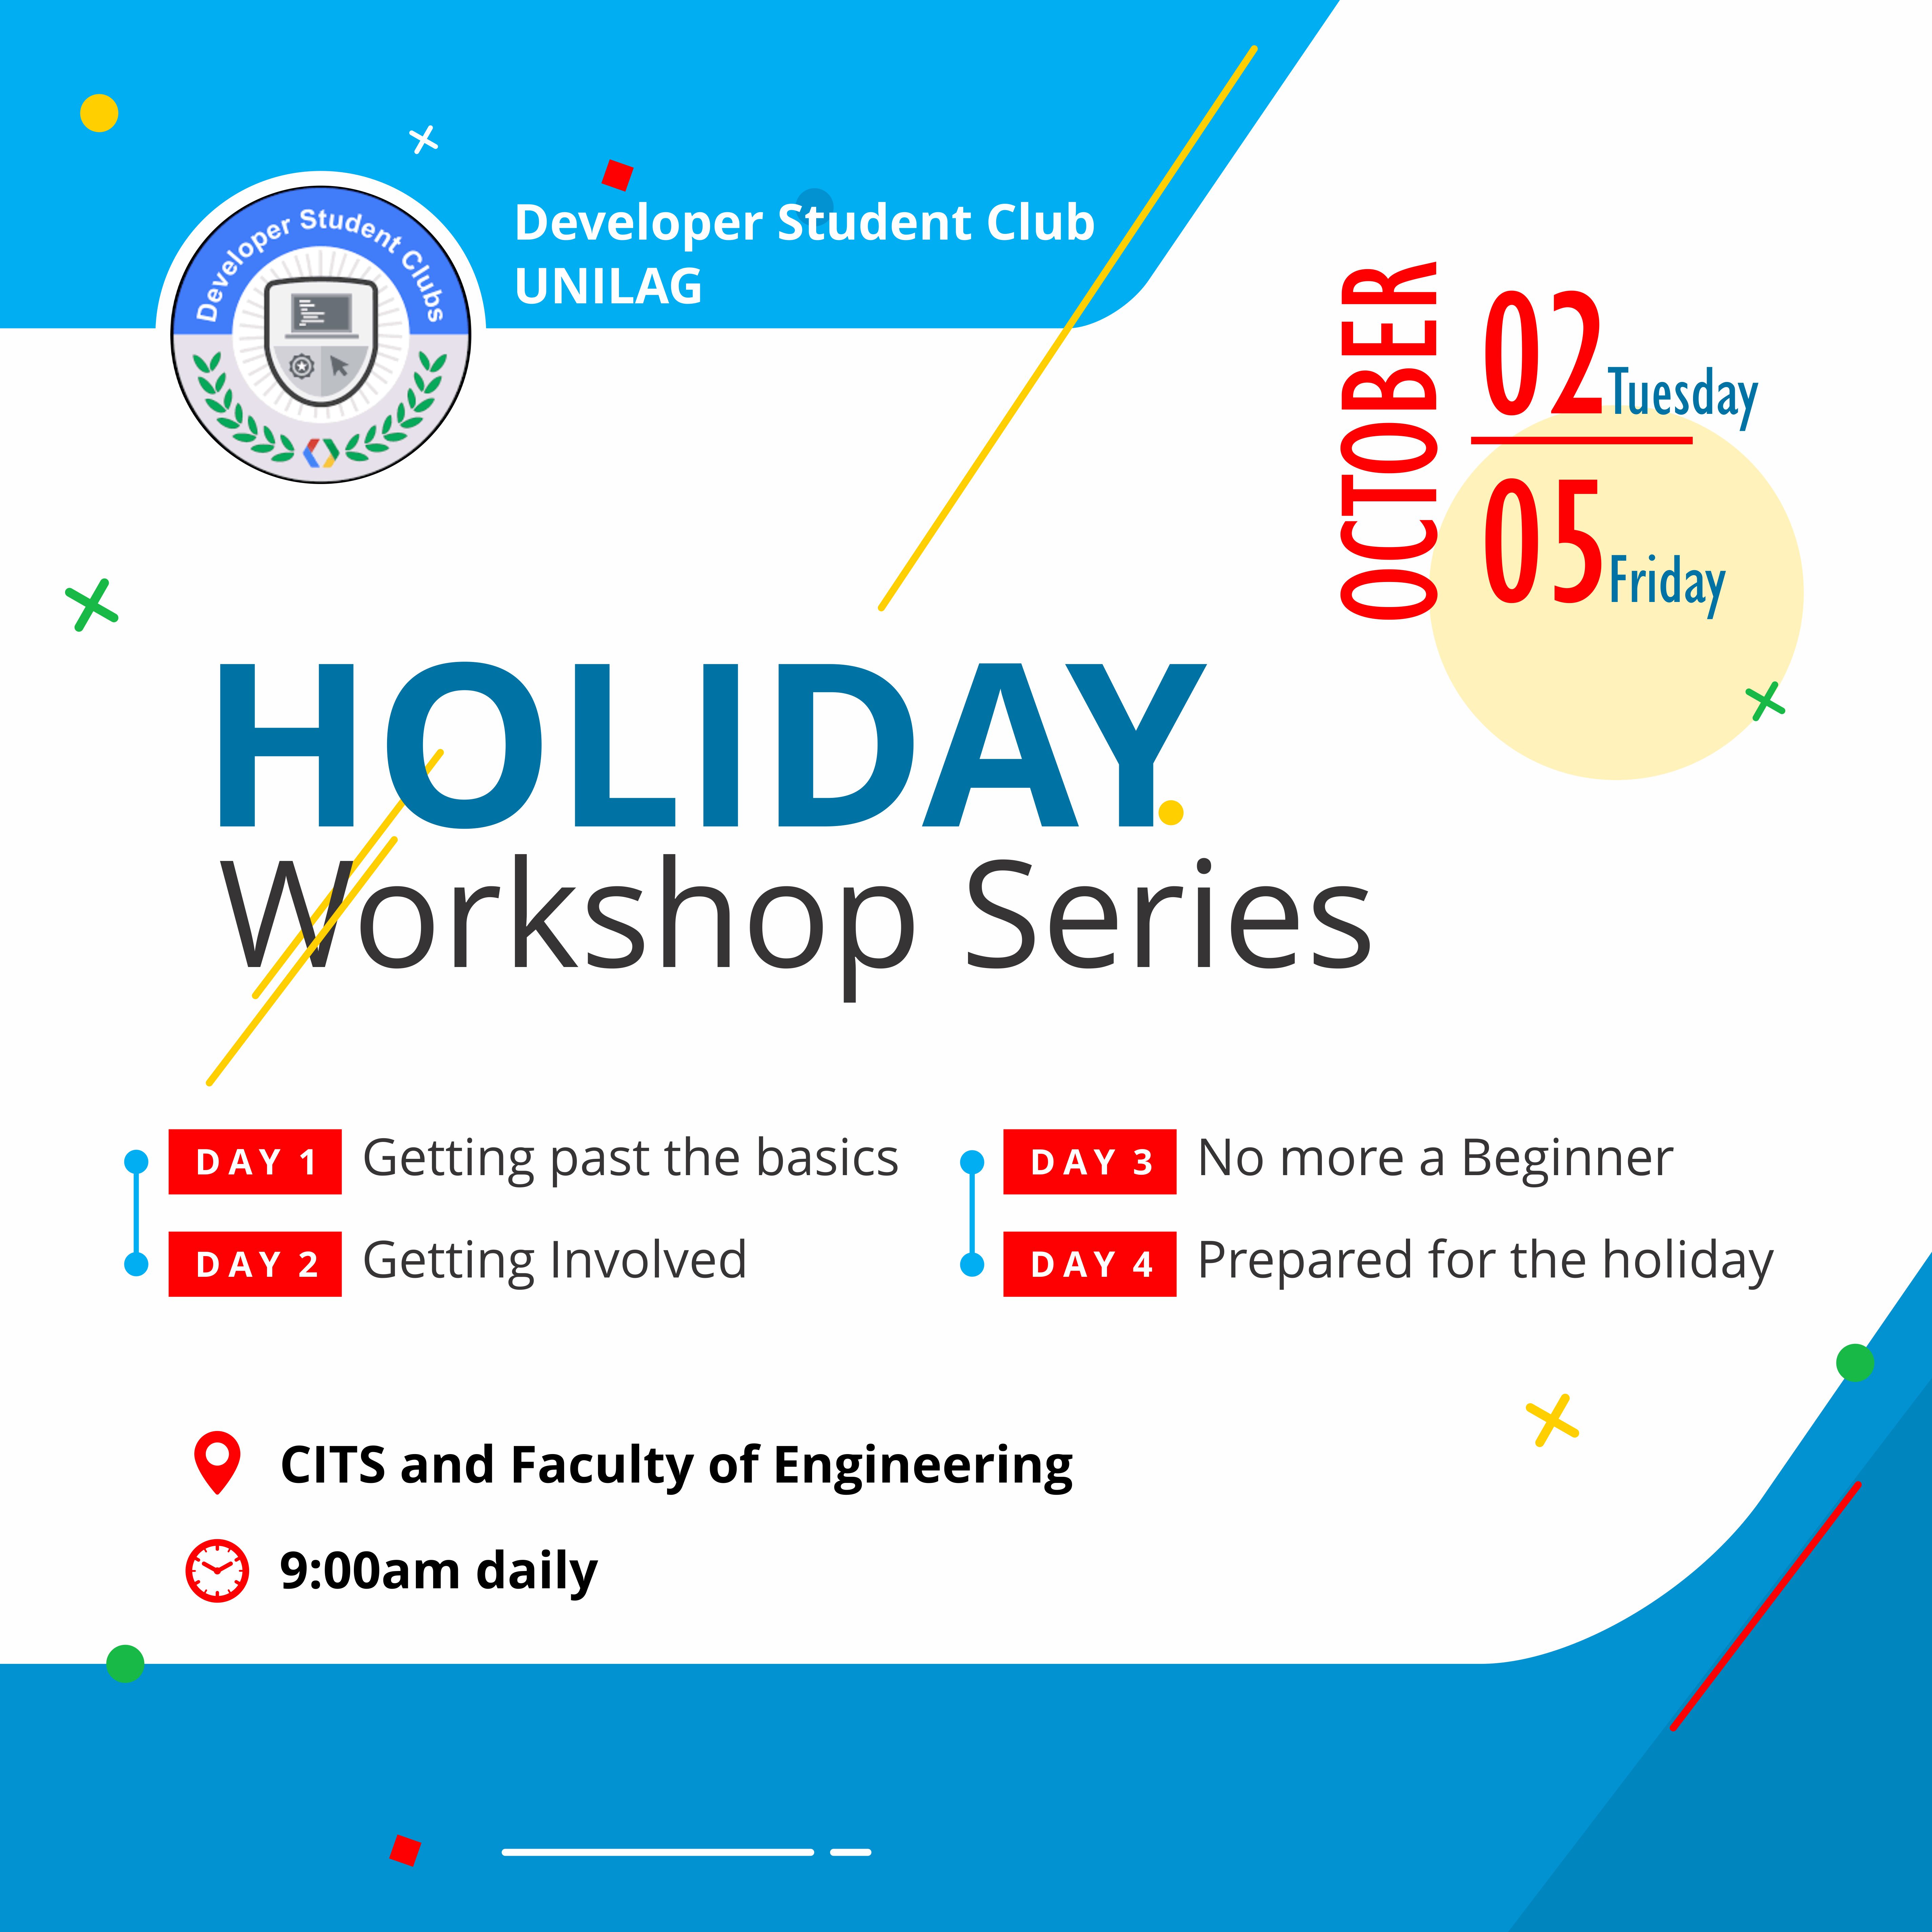 Developer Student Clubs
Developer Student Club
UNILAG
OCTOBER
02 Tuesday
05 Friday
HOLIDAY
Workshop Series
DAY 1 Getting past the basics
DAY 2 Getting Involved
DAY 3 No more a Beginner
DAY 4 Prepared for the holiday
CITS and Faculty of Engineering
9:00am daily